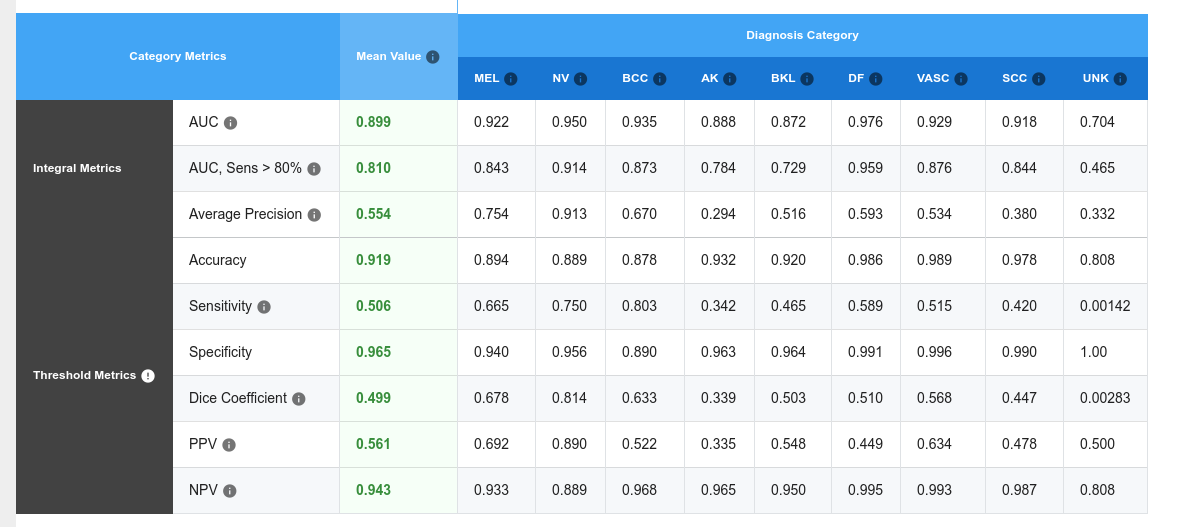 Diagnosis Category
Category Metrics Mean Value
MEL NV BCC AK BKL DF VASC SCC UNK
AUC 0.899 0.922 0.950 0.935 0.888 0.872 0.976 0.929 0.918 0.704
Integral Metrics AUC, Sens > 80% 0.810 0.843 0.914 0.873 0.784 0.729 0.959 0.876 0.844 0.465
Average Precision 0.554 0.754 0.913 0.670 0.294 0.516 0.593 0.534 0.380 0.332
Accuracy 0.919 0.894 0.889 0.878 0.932 0.920 0.986 0.989 0.978 0.808
Sensitivity 0.506 0.665 0.750 0.803 0.342 0.465 0.589 0.515 0.420 0.00142
Specificity 0.965 0.940 0.956 0.890 0.963 0.964 0.991 0.996 0.990 1.00
Threshold Metrics
Dice Coefficient 0.499 0.678 0.814 0.633 0.339 0.503 0.510 0.568 0.447 0.00283
PPV 0.561 0.692 0.890 0.522 0.335 0.548 0.449 0.634 0.478 0.500
NPV 0.943 0.933 0.889 0.968 0.965 0.950 0.995 0.993 0.987 0.808